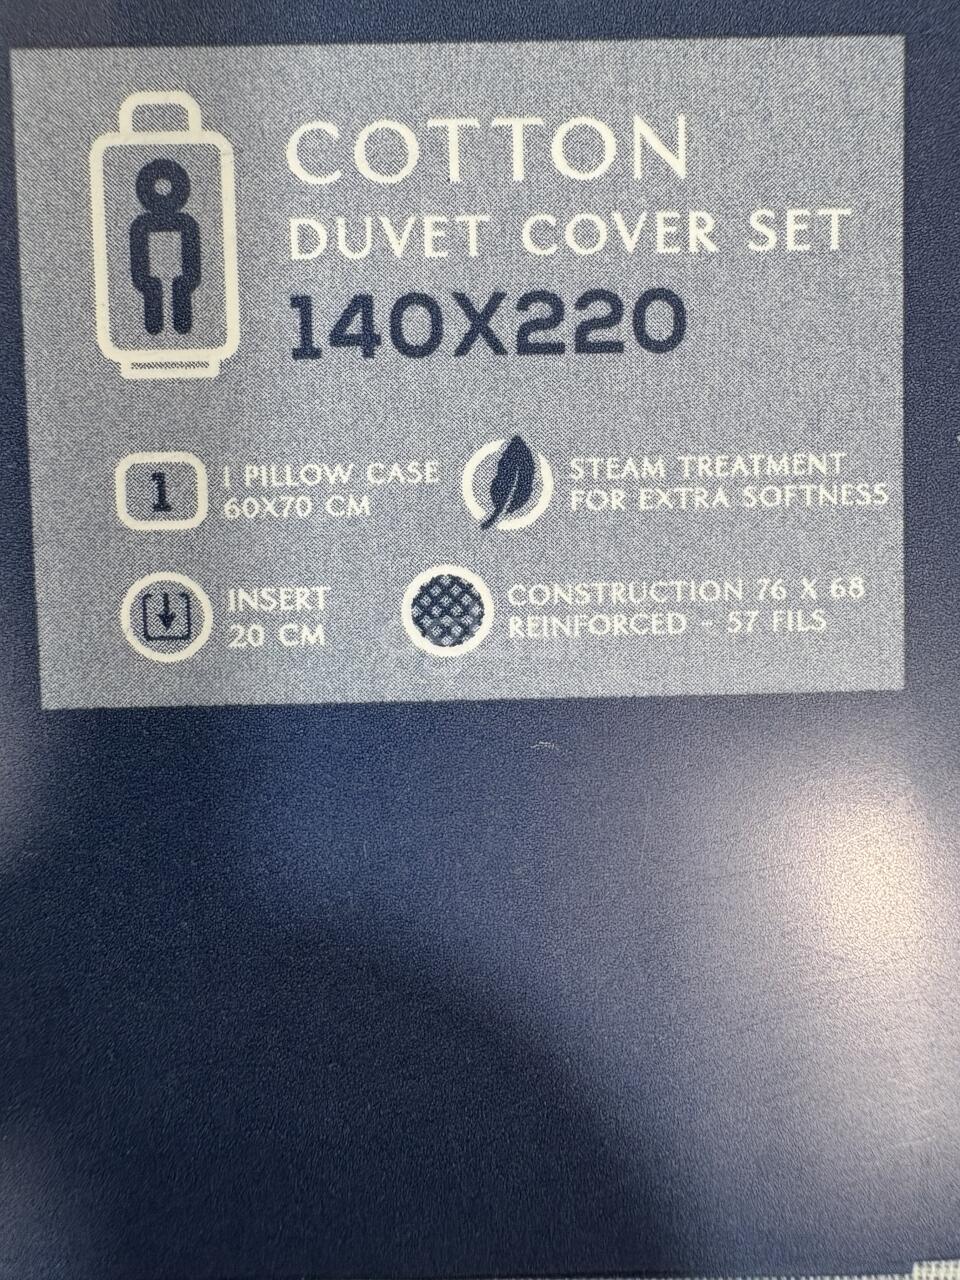 COTTON
DUVET COVER SET
140X220
1
1 PILLOW CASE
60X70 CM
STEAM TREATMENT
FOR EXTRA SOFTNESS
INSERT
20 CM
CONSTRUCTION 76 X 68
REINFORCED - 57 FILS